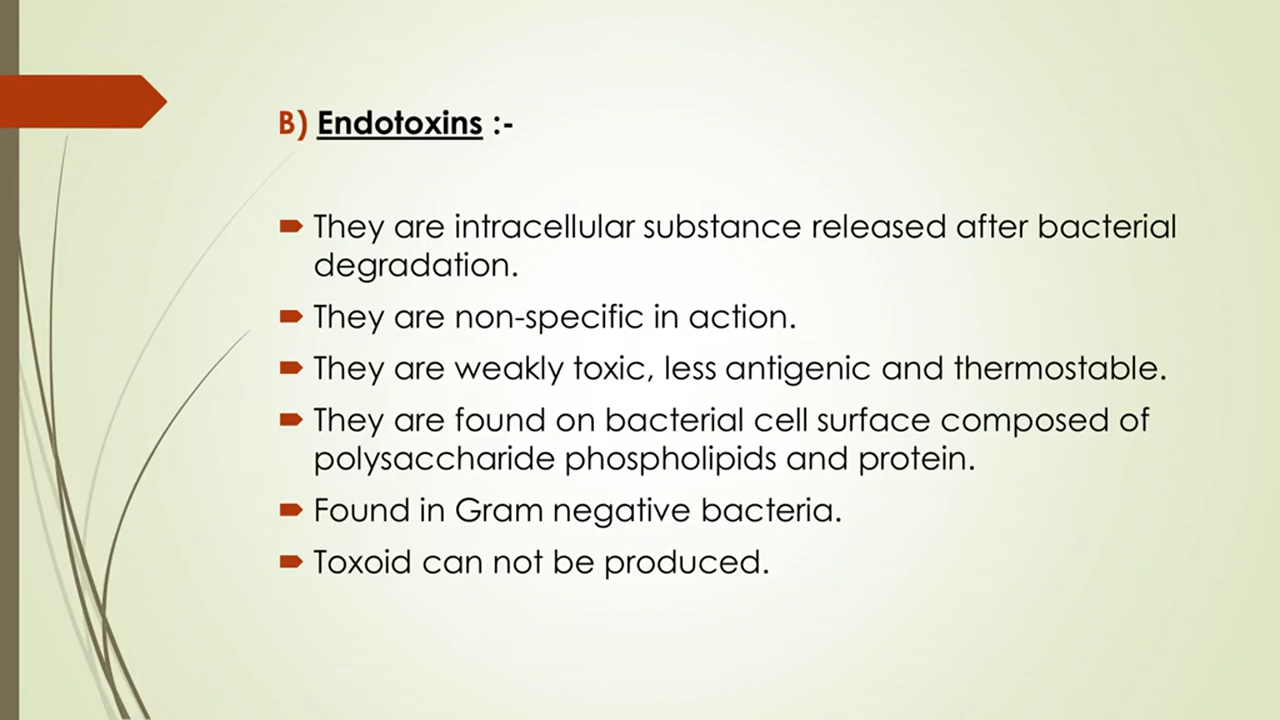 B) Endotoxins :-
They are intracellular substance released after bacterial
degradation.
They are non-specific in action.
They are weakly toxic, less antigenic and thermostable.
They are found on bacterial cell surface composed of
polysaccharide phospholipids and protein.
Found in Gram negative bacteria.
Toxoid can not be produced.